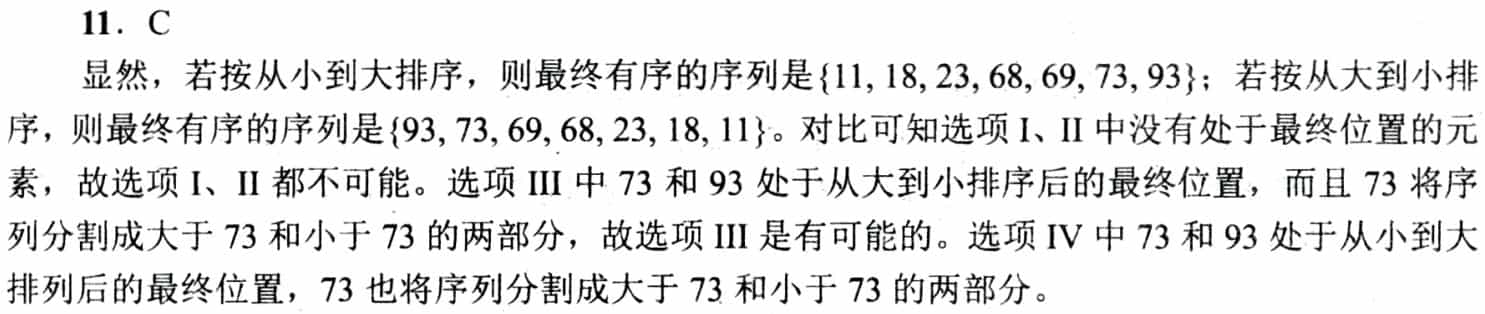 11. C
显然，若按从小到大排序，则最终有序的序列是{11, 18, 23, 68, 69, 73, 93}；若按从大到小排
序，则最终有序的序列是{93, 73, 69, 68, 23, 18, 11}。对比可知选项 I、II 中没有处于最终位置的元
素，故选项 I、II 都不可能。选项 III 中 73 和 93 处于从大到小排序后的最终位置，而且 73 将序
列分割成大于 73 和小于 73 的两部分，故选项 III 是有可能的。选项 IV 中 73 和 93 处于从小到大
排列后的最终位置，73 也将序列分割成大于 73 和小于 73 的两部分。